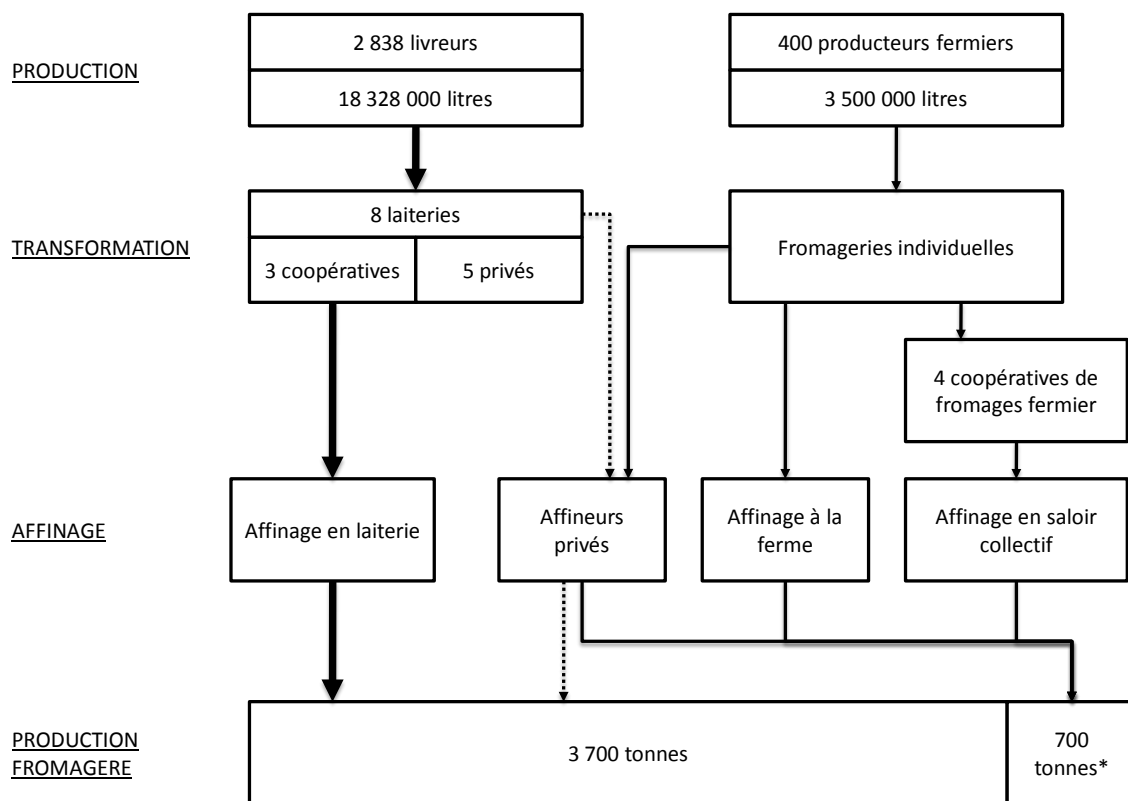 PRODUCTION
2 838 livreurs
18 328 000 litres
400 producteurs fermiers
3 500 000 litres
TRANSFORMATION
8 laiteries
3 coopératives
5 privés
Fromageries individuelles
4 coopératives de
fromages fermier
AFFINAGE
Affinage en laiterie
Affineurs
privés
Affinage à la
ferme
Affinage en saloir
collectif
PRODUCTION
FROMAGERE
3 700 tonnes
700
tonnes*